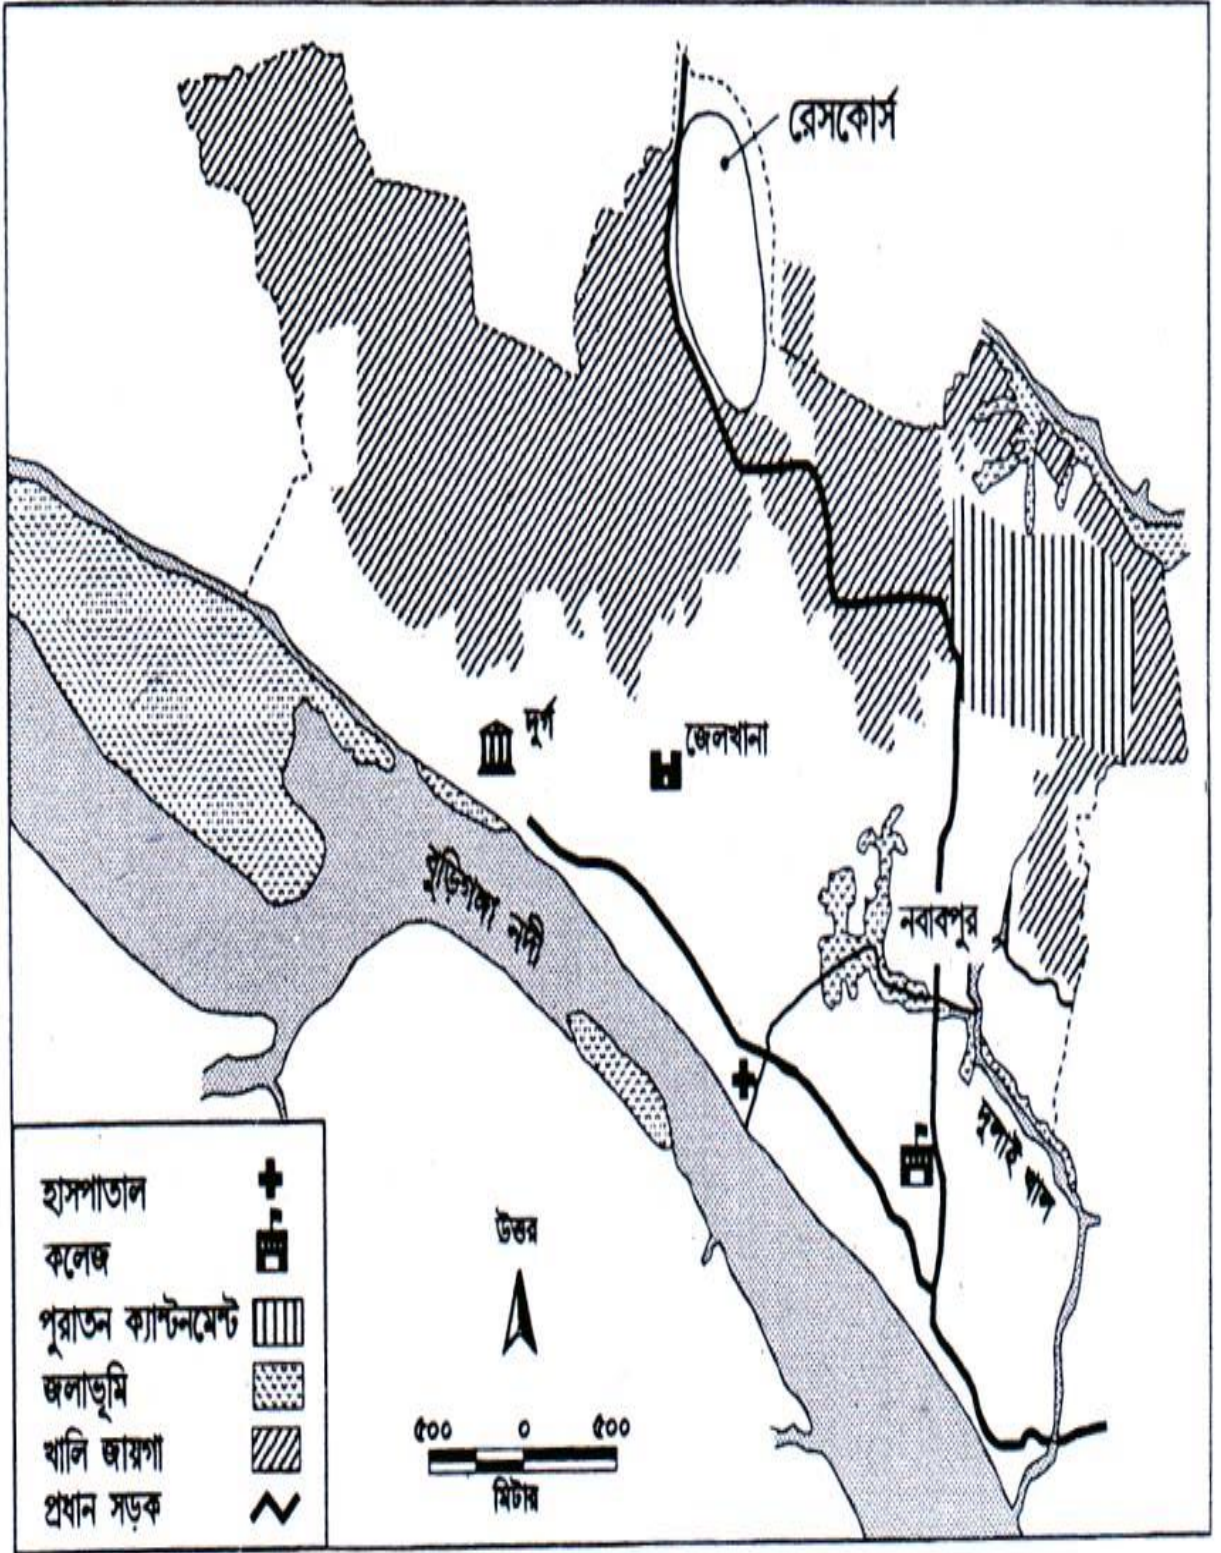 রেসকোর্স
দুর্গ
জেলখানা
বুড়িগঙ্গা নদী
নবাবপুর
দুলাই খাল
হাসপাতাল
কলেজ
পুরাতন ক্যান্টনমেন্ট
জলাভূমি
খালি জায়গা
প্রধান সড়ক
উত্তর
৫০০ ০ ৫০০
মিটার